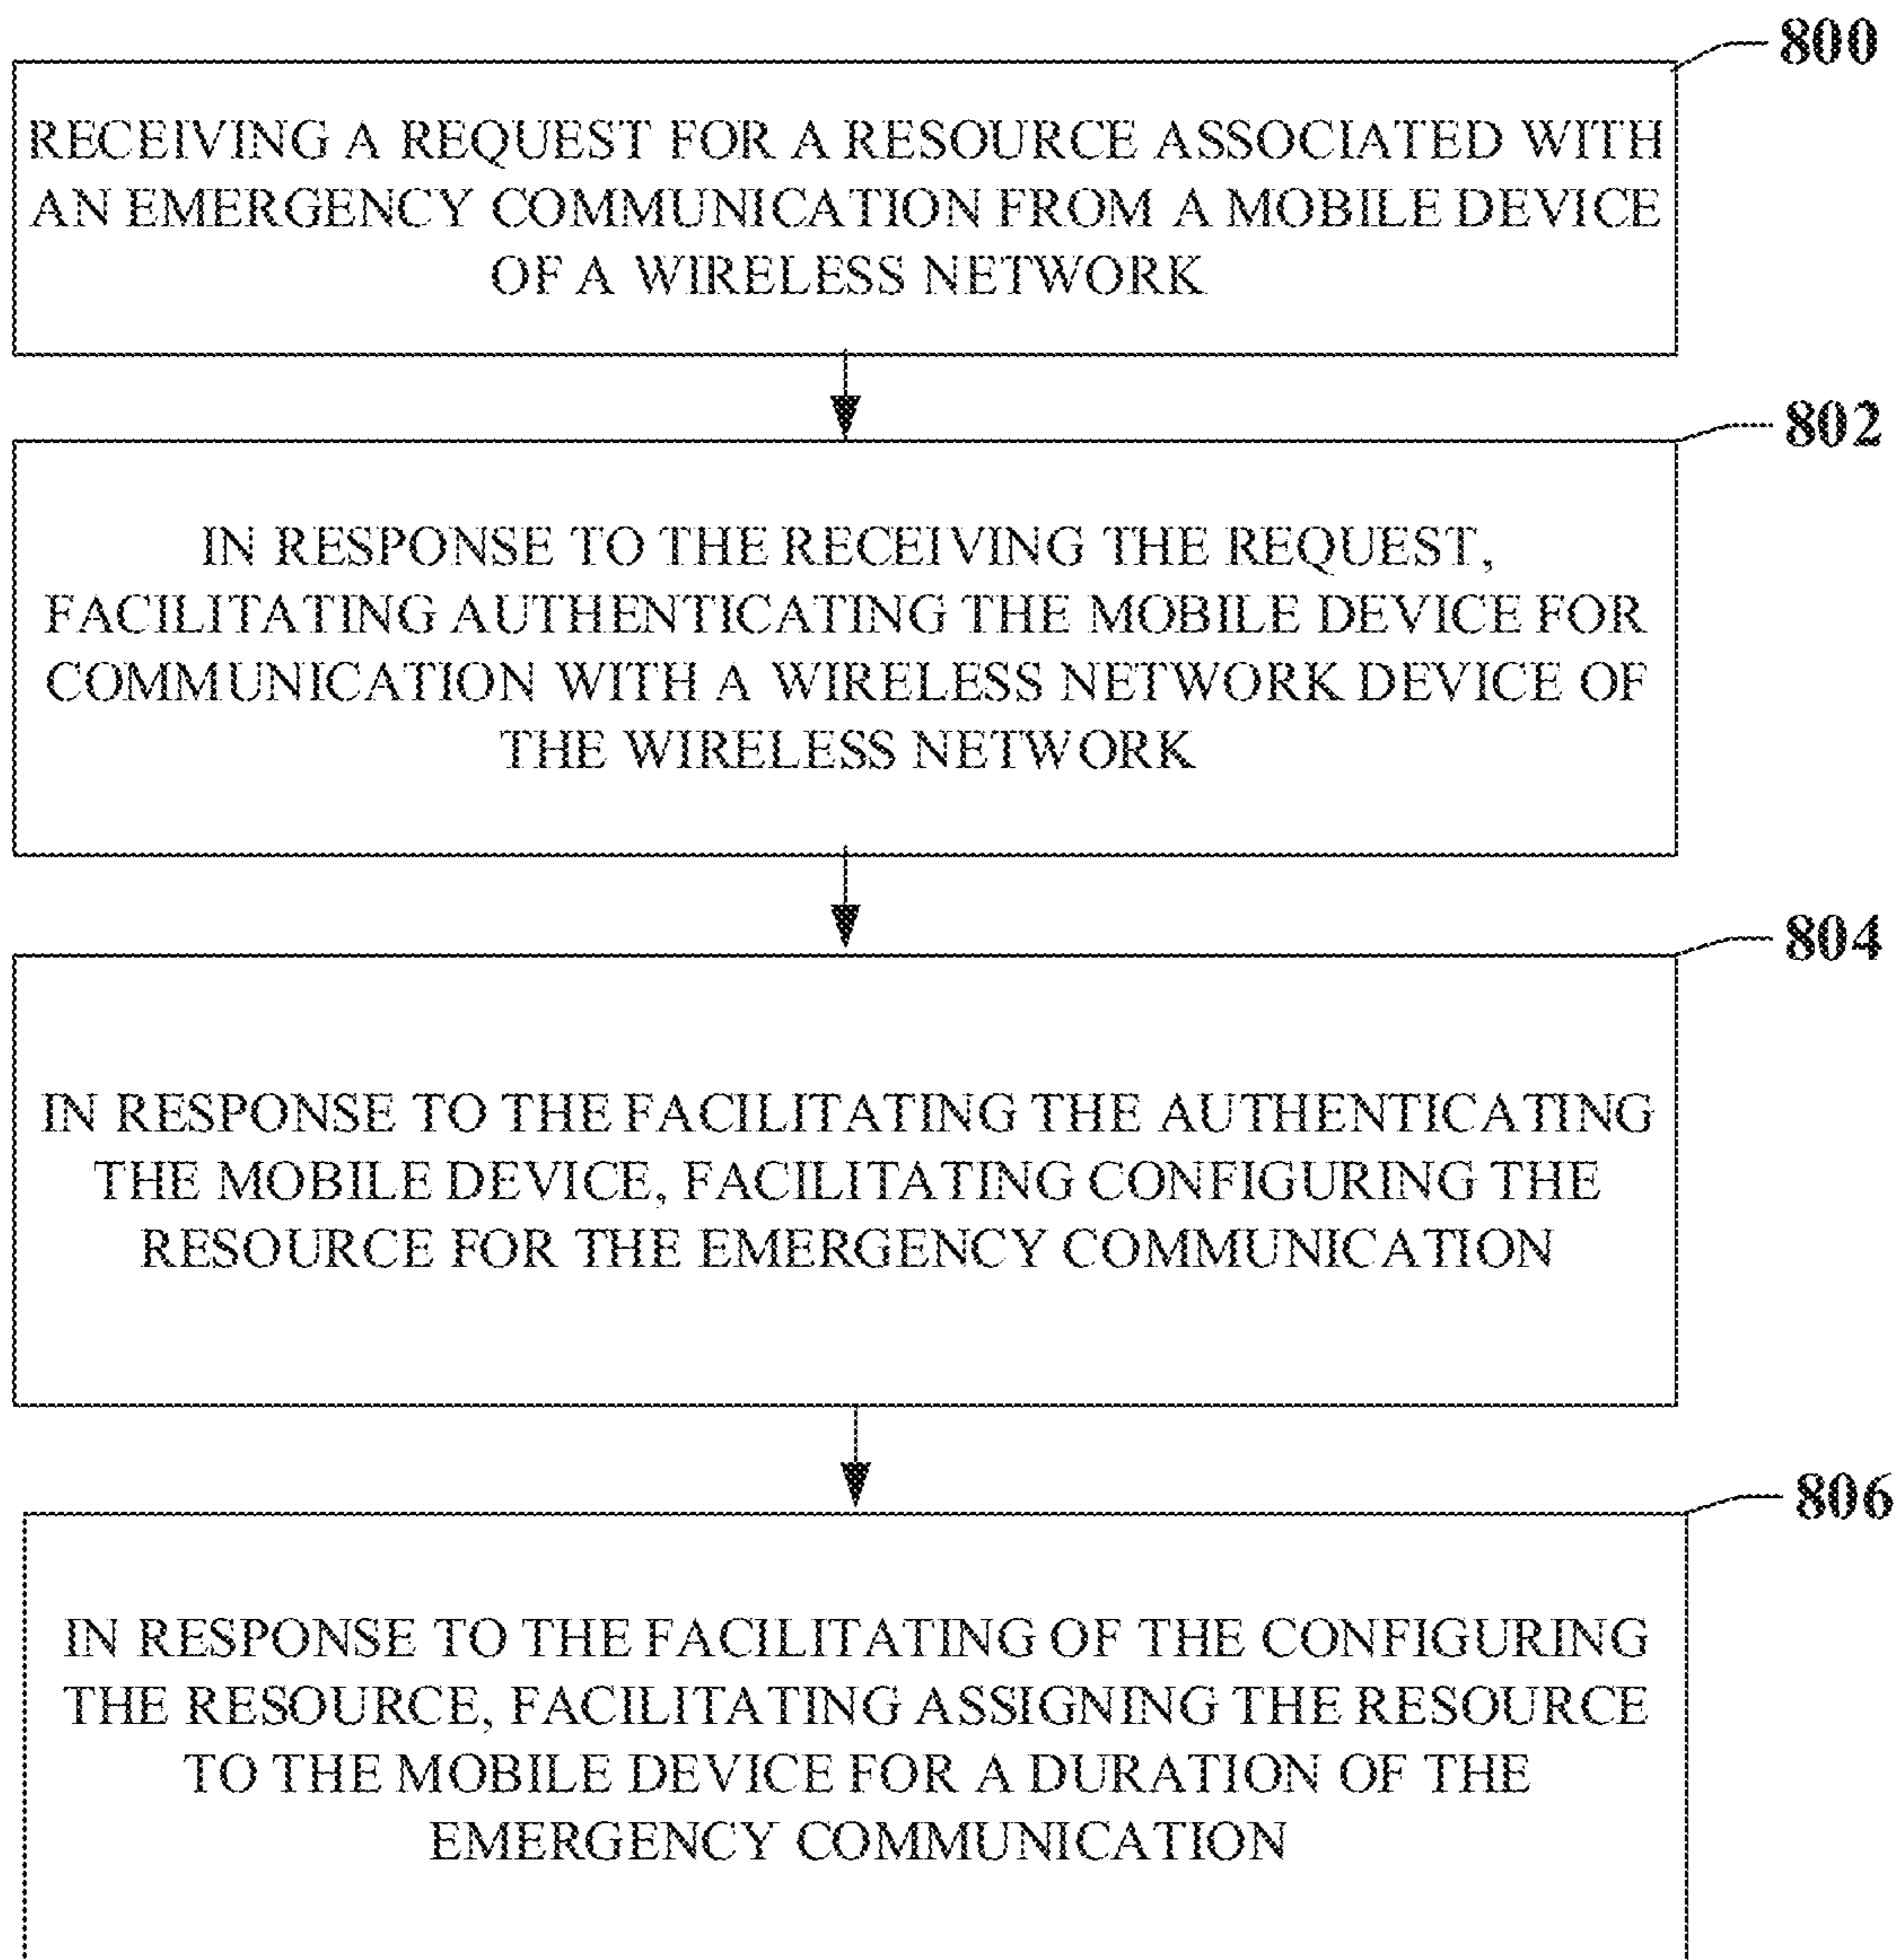 800
RECEIVING A REQUEST FOR A RESOURCE ASSOCIATED WITH
AN EMERGENCY COMMUNICATION FROM A MOBILE DEVICE
OF A WIRELESS NETWORK
802
IN RESPONSE TO THE RECEIVING THE REQUEST,
FACILITATING AUTHENTICATING THE MOBILE DEVICE FOR
COMMUNICATION WITH A WIRELESS NETWORK DEVICE OF
THE WIRELESS NETWORK
804
IN RESPONSE TO THE FACILITATING THE AUTHENTICATING
THE MOBILE DEVICE, FACILITATING CONFIGURING THE
RESOURCE FOR THE EMERGENCY COMMUNICATION
806
IN RESPONSE TO THE FACILITATING OF THE CONFIGURING
THE RESOURCE, FACILITATING ASSIGNING THE RESOURCE
TO THE MOBILE DEVICE FOR A DURATION OF THE
EMERGENCY COMMUNICATION